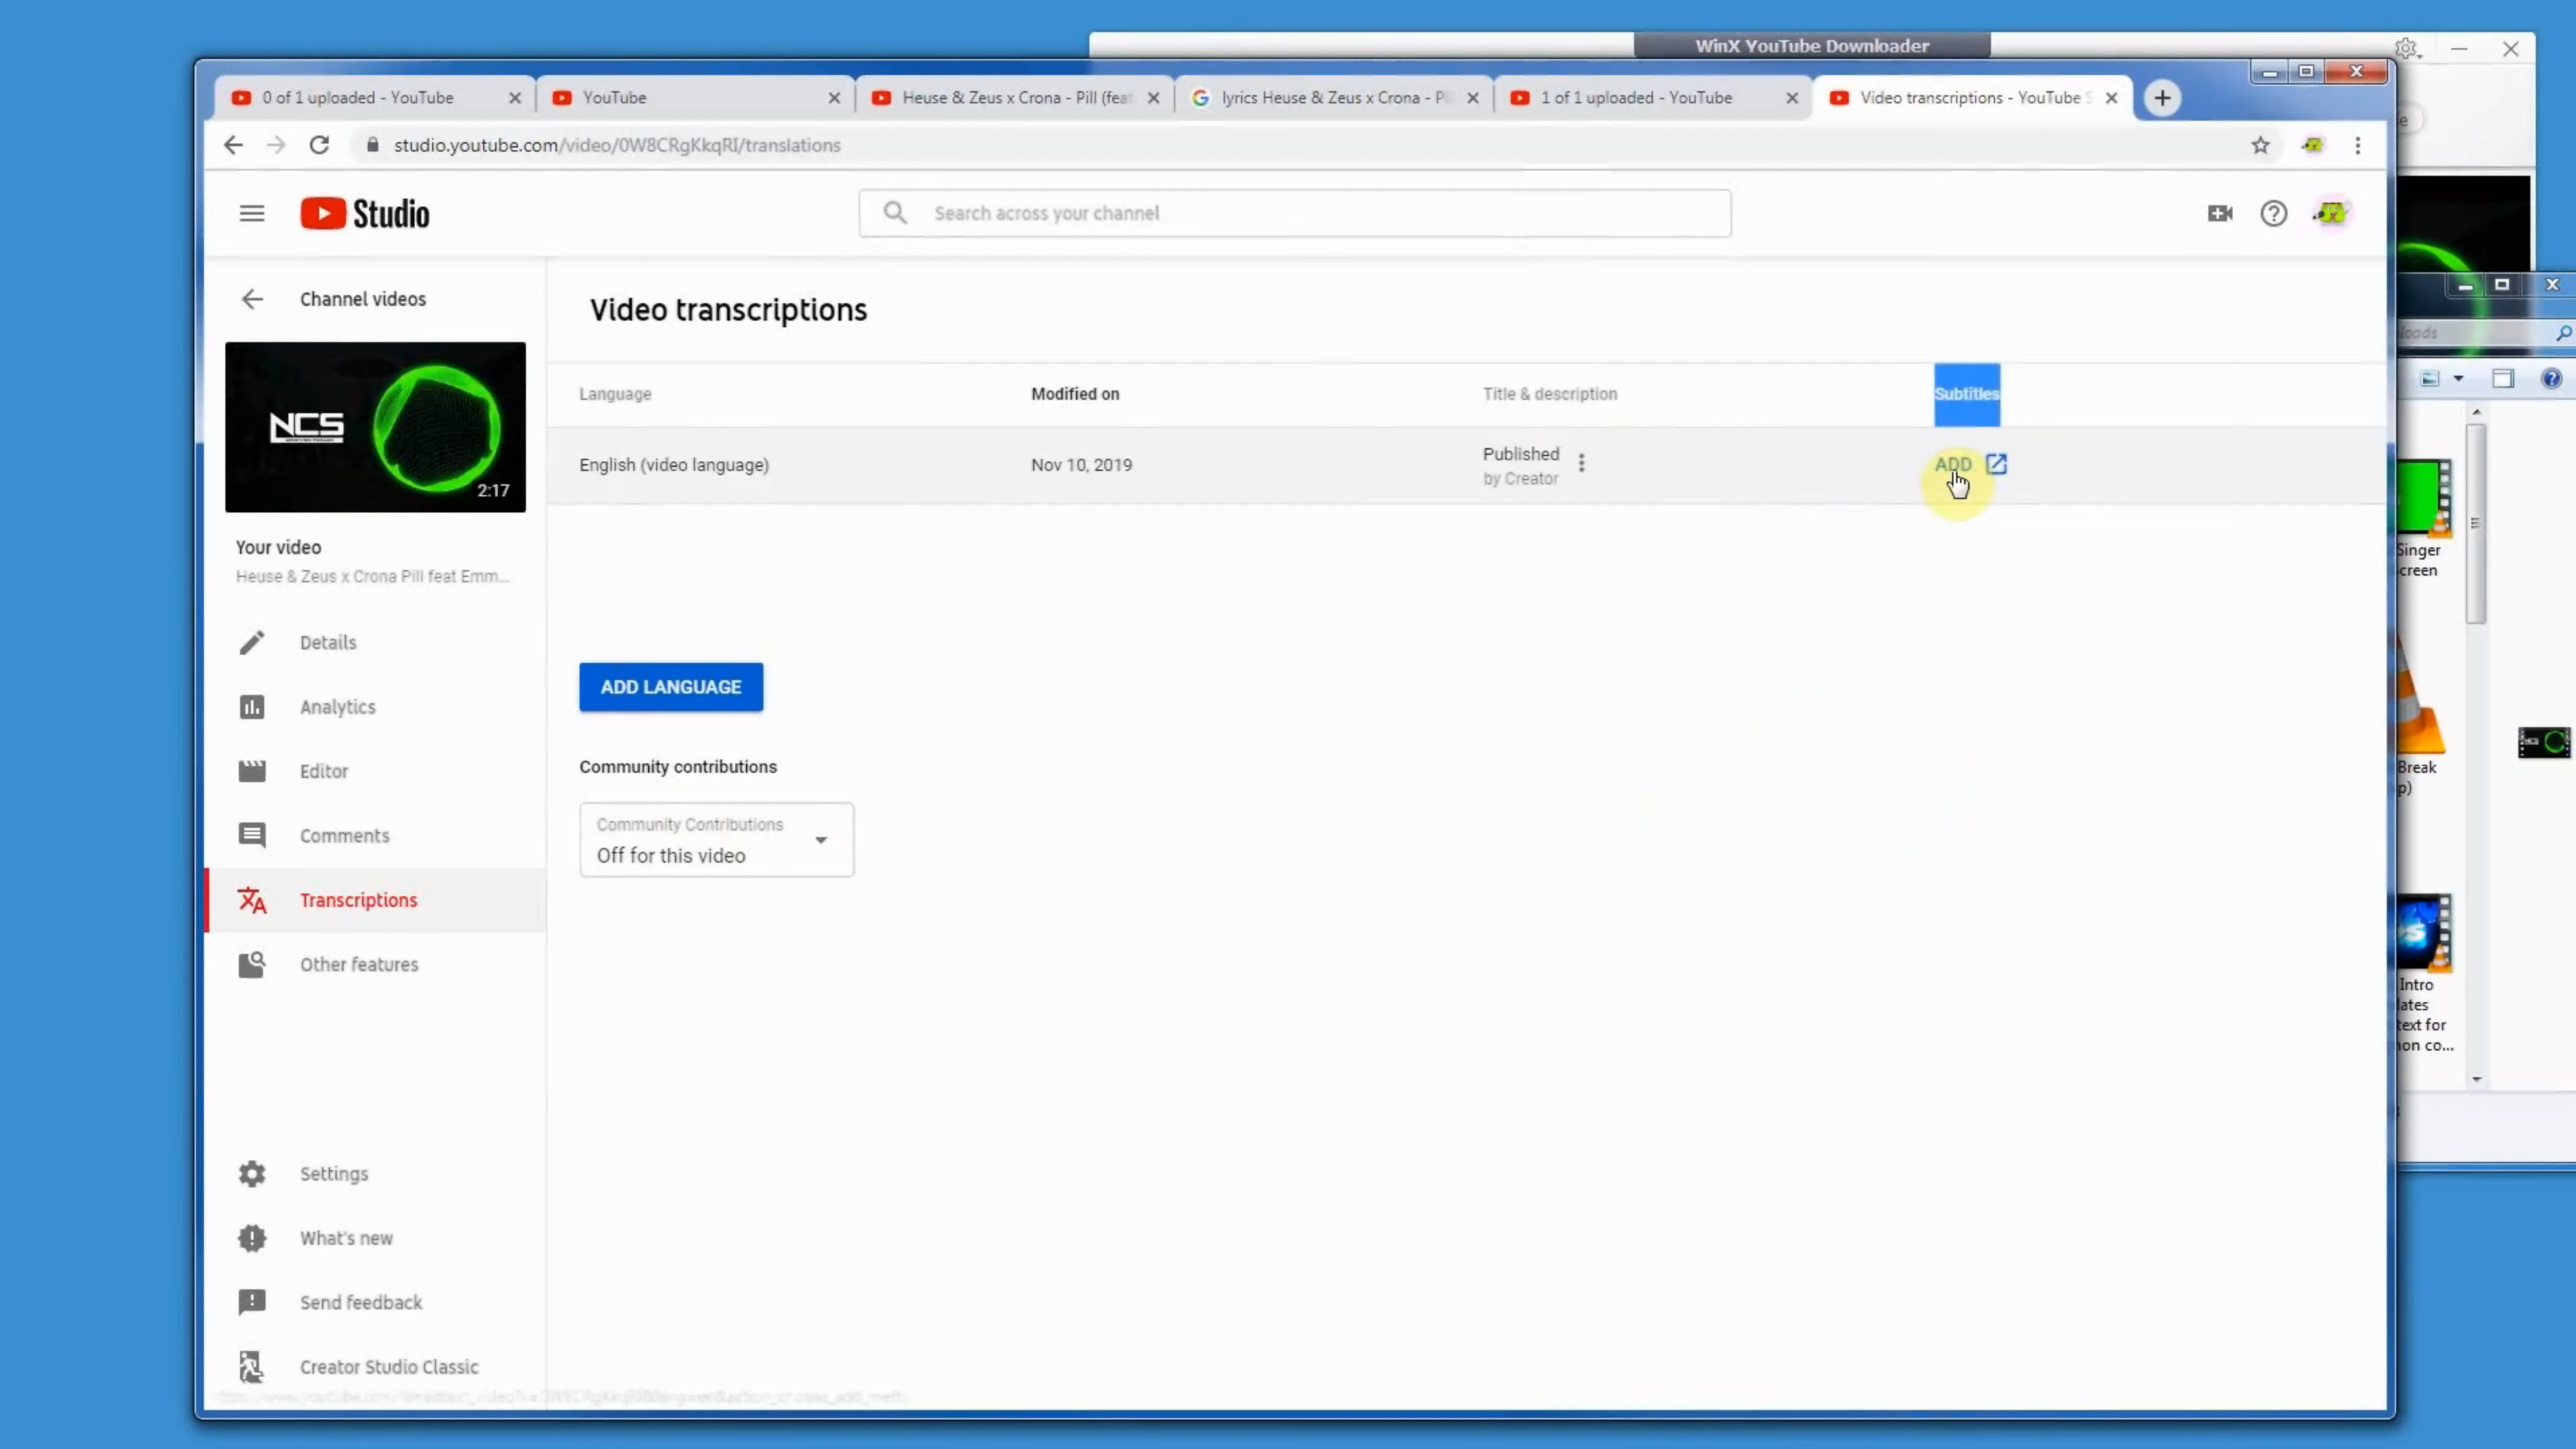 WinX YouTube Downloader
0 of 1 uploaded - YouTube
YouTube
Heuse & Zeus x Crona - Pill (feat
lyrics Heuse & Zeus x Crona - P
1 of 1 uploaded - YouTube
Video transcriptions - YouTube S
studio.youtube.com/video/0W8CRgKkqRI/translations
Studio
Search across your channel
Channel videos
NCS
2:17
Your video
Heuse & Zeus x Crona Pill feat Emm...
Details
Analytics
Editor
Comments
Transcriptions
Other features
Settings
What's new
Send feedback
Creator Studio Classic
Video transcriptions
Language Modified on Title & description Subtitles
English (video language) Nov 10, 2019 Published ADD
by Creator
ADD LANGUAGE
Community contributions
Community Contributions
Off for this video
loads
Singer
creen
Break
p)
Intro
lates
text for
non co...